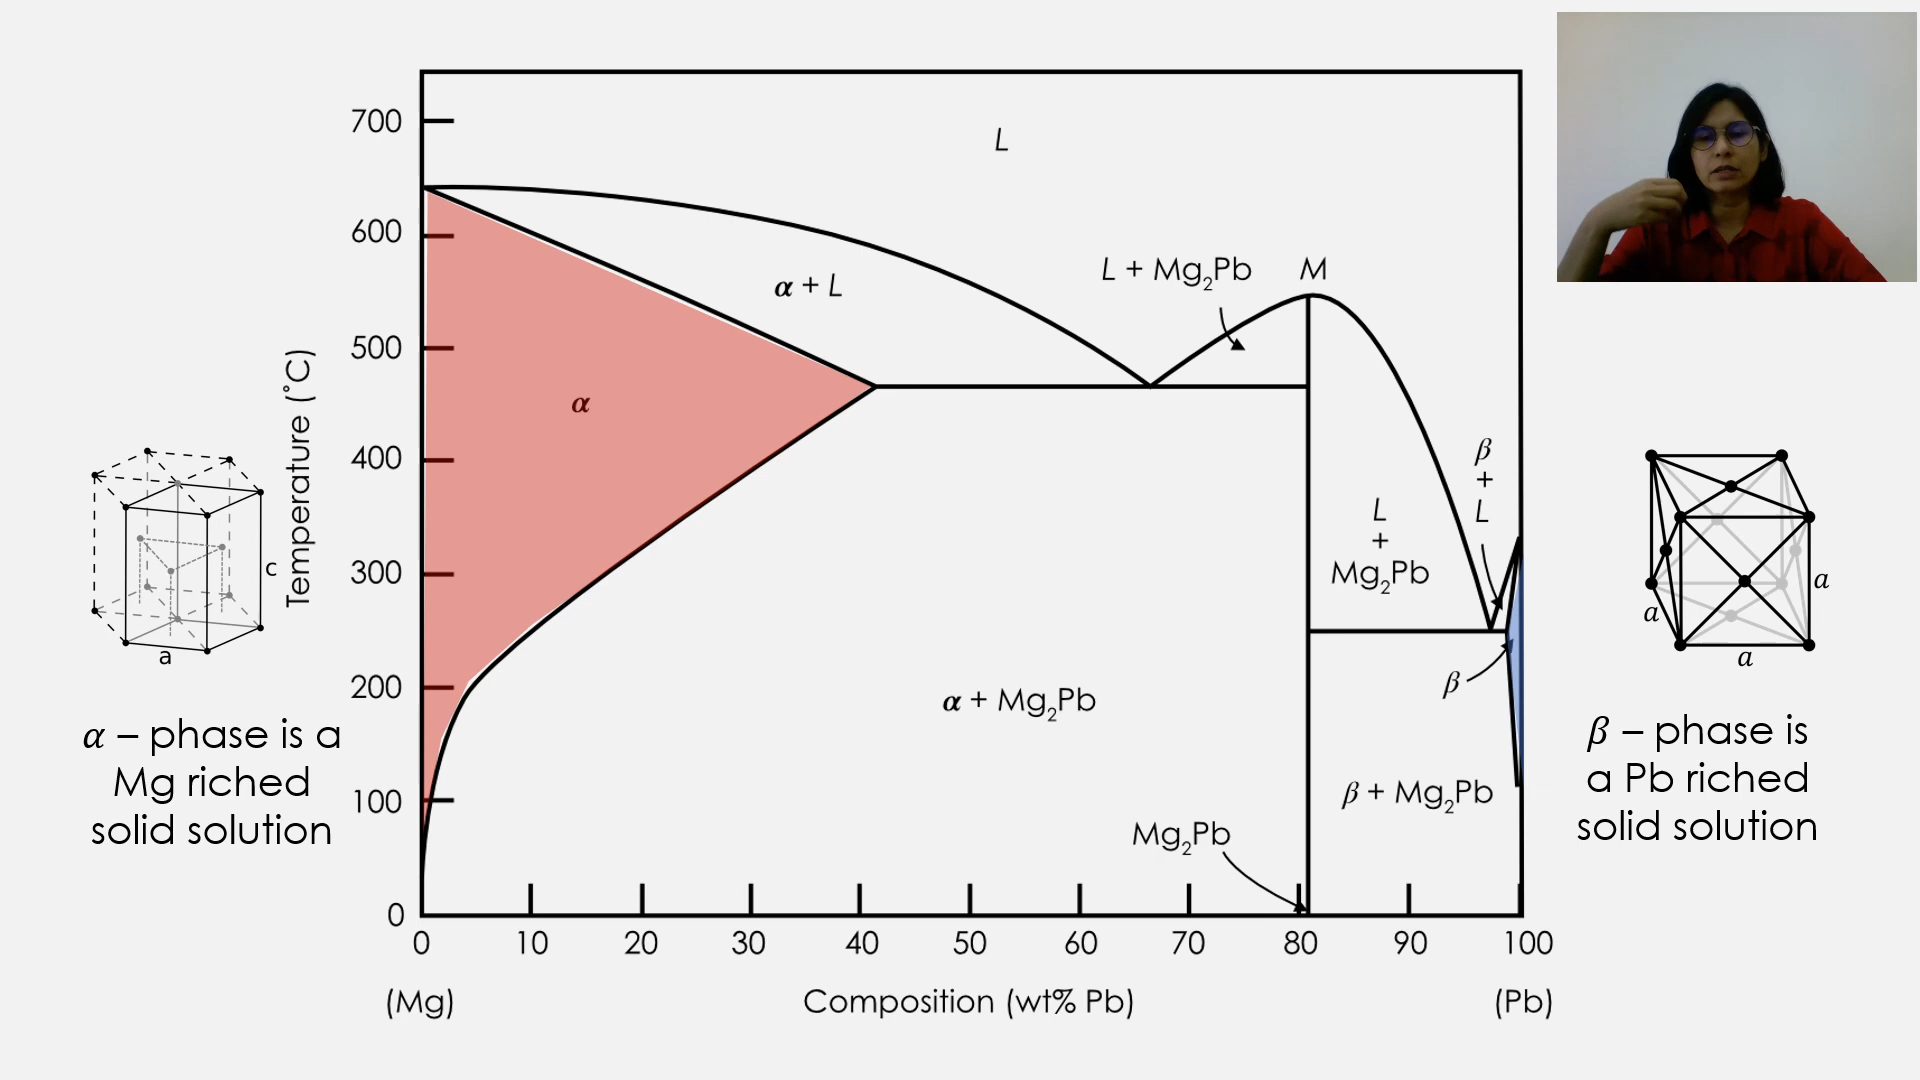 700
600
500
400
300
200
100
0
Temperature (°C)
L
α + L
L + Mg₂Pb
M
α
β
+
L
L
+
Mg₂Pb
β
α + Mg₂Pb
β + Mg₂Pb
Mg₂Pb
0 10 20 30 40 50 60 70 80 90 100
(Mg) Composition (wt% Pb) (Pb)
c
a
α – phase is a
Mg riched
solid solution
a
a
a
β – phase is
a Pb riched
solid solution